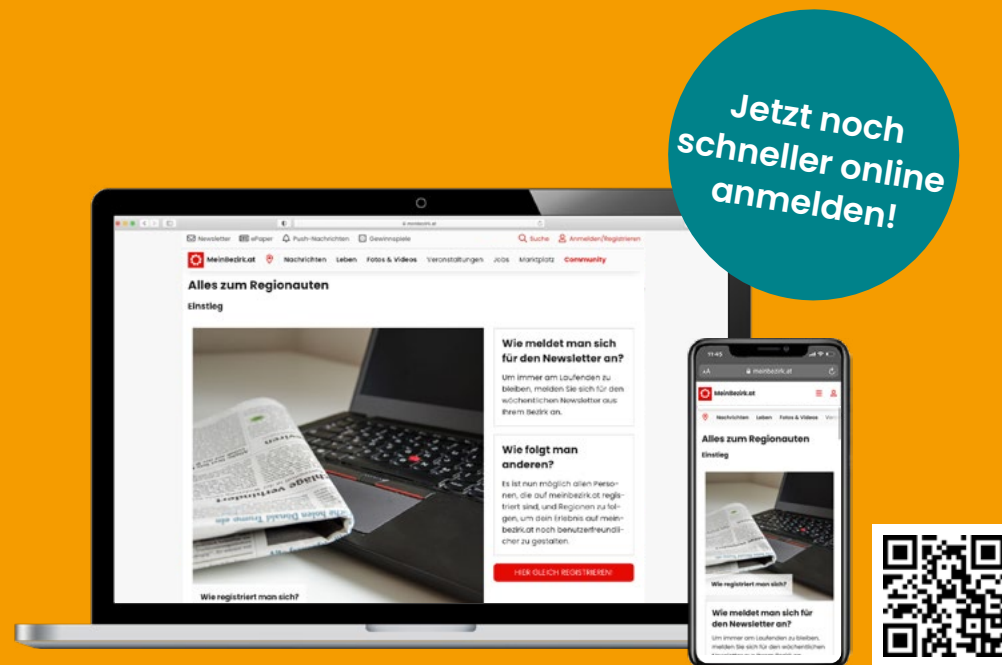 Jetzt noch
schneller online
anmelden!
meinbezirk.at
Newsletter ePaper Push-Nachrichten Gewinnspiele Suche Anmelden/Registrieren
MeinBezirk.at Nachrichten Leben Fotos & Videos Veranstaltungen Jobs Marktplatz Community
Alles zum Regionauten
Einstieg
Wie meldet man sich
für den Newsletter an?
Um immer am Laufenden zu
bleiben, melden Sie sich für den
wöchentlichen Newsletter aus
Ihrem Bezirk an.
Wie folgt man
anderen?
Es ist nun möglich allen Perso-
nen, die auf meinbezirk.at regis-
triert sind, und Regionen zu fol-
gen, um dein Erlebnis auf mein-
bezirk.at noch benutzerfreundli-
cher zu gestalten.
HIER GLEICH REGISTRIEREN!
Wie registriert man sich?
schläge verhindert
11:45
AA meinbezirk.at
MeinBezirk.at
Nachrichten Leben Fotos & Videos
Alles zum Regionauten
Einstieg
Wie registriert man sich?
Wie meldet man sich für
den Newsletter an?
Um immer am Laufenden zu bleiben,
melden Sie sich für den wöchentlichen